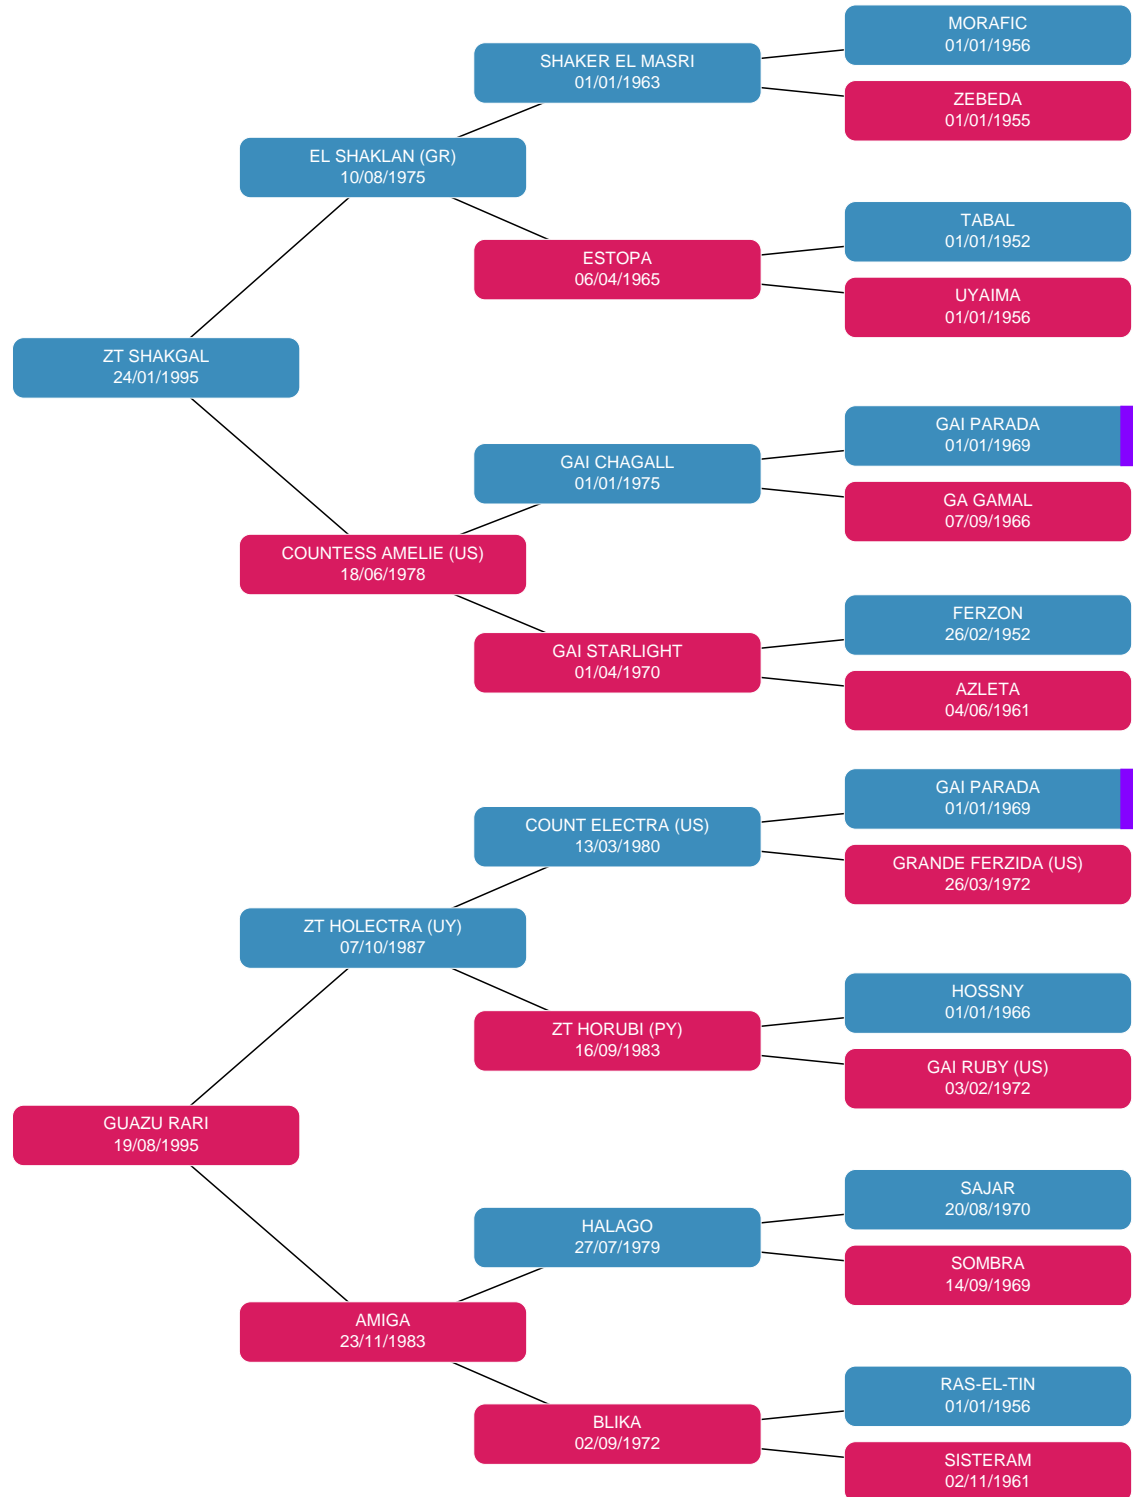 MORAFIC
01/01/1956
SHAKER EL MASRI
01/01/1963
ZEBEDA
01/01/1955
EL SHAKLAN (GR)
10/08/1975
TABAL
01/01/1952
ESTOPA
06/04/1965
UYAIMA
01/01/1956
ZT SHAKGAL
24/01/1995
GAI PARADA
01/01/1969
GAI CHAGALL
01/01/1975
GA GAMAL
07/09/1966
COUNTESS AMELIE (US)
18/06/1978
FERZON
26/02/1952
GAI STARLIGHT
01/04/1970
AZLETA
04/06/1961
GAI PARADA
01/01/1969
COUNT ELECTRA (US)
13/03/1980
GRANDE FERZIDA (US)
26/03/1972
ZT HOLECTRA (UY)
07/10/1987
HOSSNY
01/01/1966
ZT HORUBI (PY)
16/09/1983
GAI RUBY (US)
03/02/1972
GUAZU RARI
19/08/1995
SAJAR
20/08/1970
HALAGO
27/07/1979
SOMBRA
14/09/1969
AMIGA
23/11/1983
RAS-EL-TIN
01/01/1956
BLIKA
02/09/1972
SISTERAM
02/11/1961